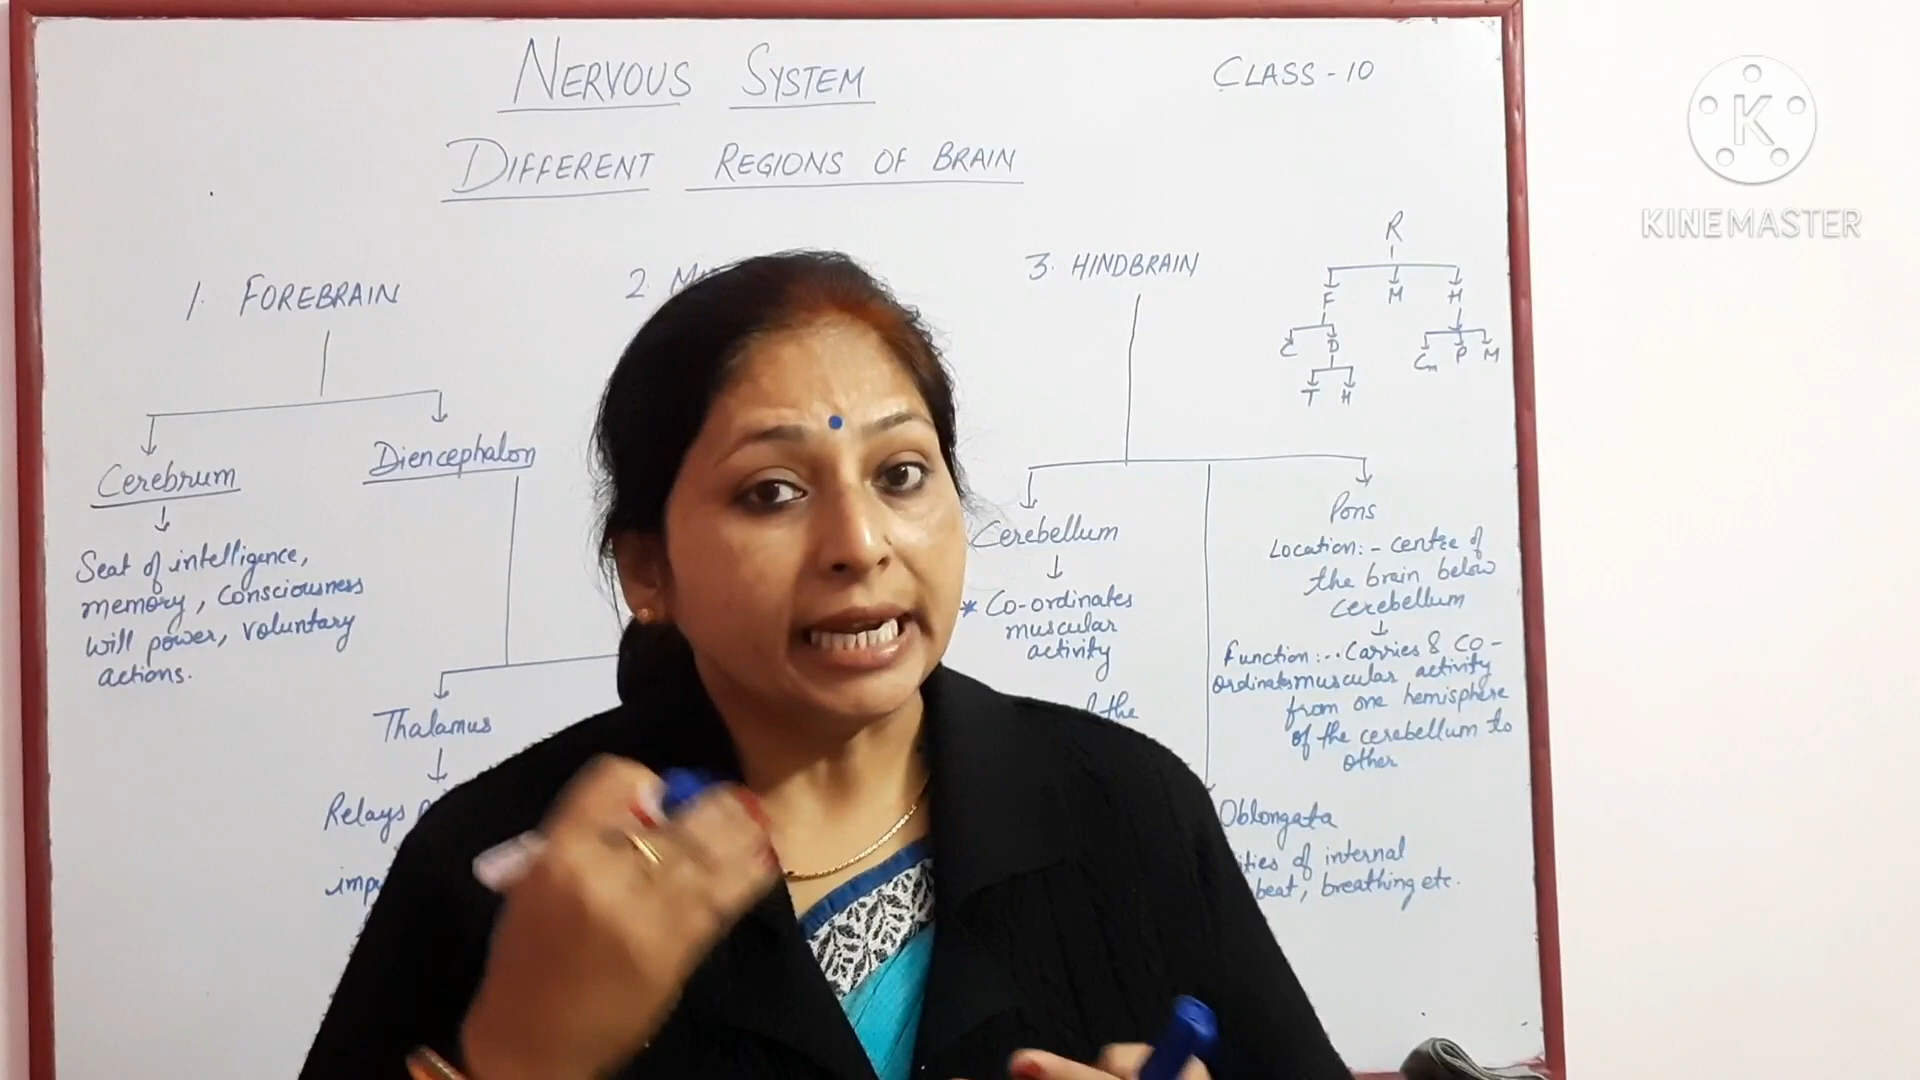 NERVOUS SYSTEM
CLASS - 10
DIFFERENT REGIONS OF BRAIN
1. FOREBRAIN
2.
3. HINDBRAIN
Cerebrum
Diencephalon
Seat of intelligence,
memory, consciousness
will power, voluntary
actions.
Thalamus
Relays
Cerebellum
* Co-ordinates
muscular
activity
the
Pons
Location:- centre of
the brain below
cerebellum
Function:.. Carries & co-
ordinates muscular activity
from one hemisphere
of the cerebellum to
other
Oblongata
of internal
beat, breathing etc.
R
F M H
C D Cm P M
T H
K
KINEMASTER